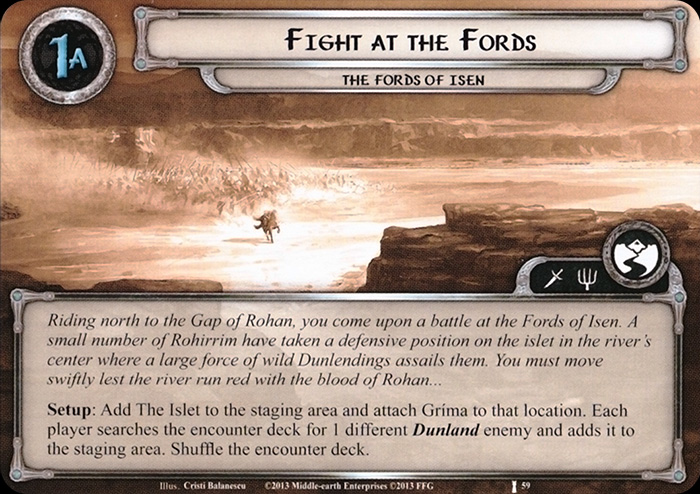 1A
FIGHT AT THE FORDS
THE FORDS OF ISEN
Riding north to the Gap of Rohan, you come upon a battle at the Fords of Isen. A
small number of Rohirrim have taken a defensive position on the islet in the river's
center where a large force of wild Dunlendings assails them. You must move
swiftly lest the river run red with the blood of Rohan...
Setup: Add The Islet to the staging area and attach Gríma to that location. Each
player searches the encounter deck for 1 different Dunland enemy and adds it to
the staging area. Shuffle the encounter deck.
Illus. Cristi Balanescu ©2013 Middle-earth Enterprises ©2013 FFG 59